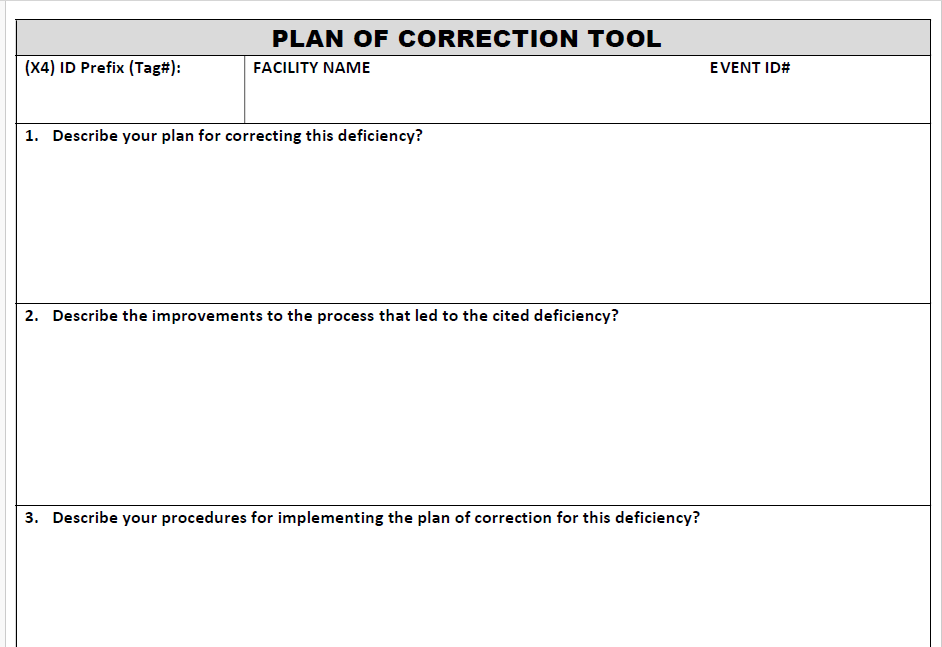 PLAN OF CORRECTION TOOL
(X4) ID Prefix (Tag#): FACILITY NAME EVENT ID#
1. Describe your plan for correcting this deficiency?
2. Describe the improvements to the process that led to the cited deficiency?
3. Describe your procedures for implementing the plan of correction for this deficiency?